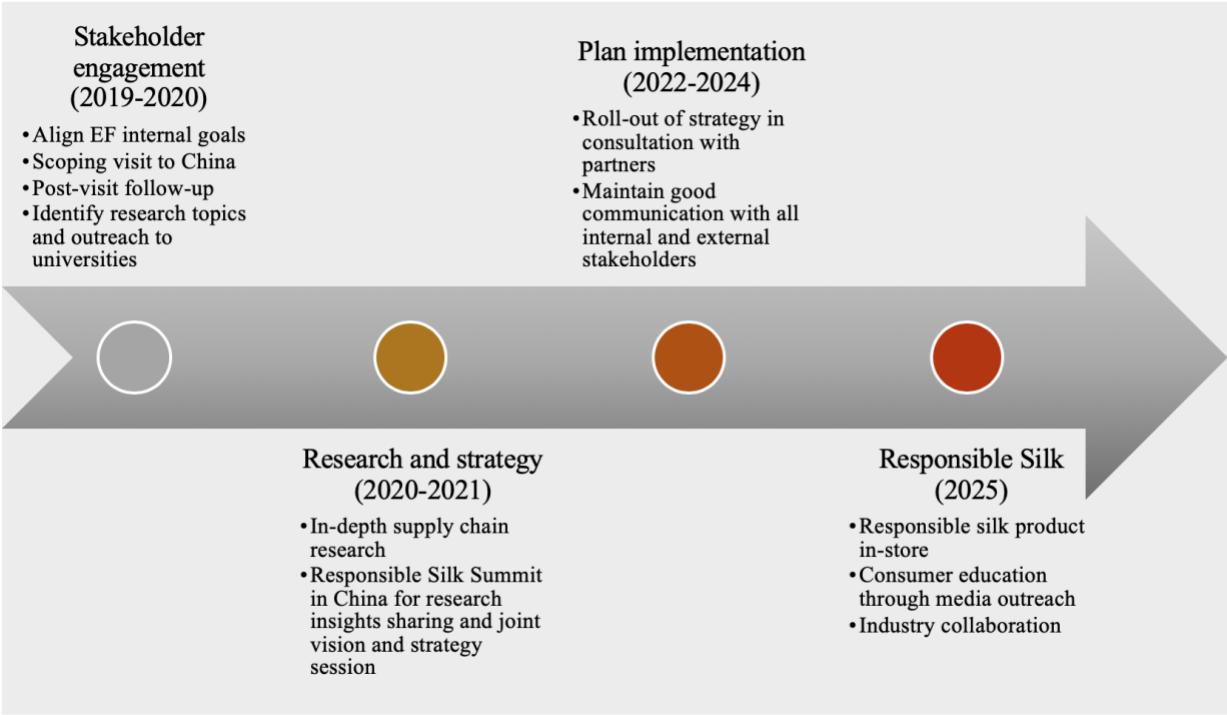 Stakeholder
engagement
(2019-2020)
•Align EF internal goals
•Scoping visit to China
•Post-visit follow-up
•Identify research topics
and outreach to
universities
Research and strategy
(2020-2021)
•In-depth supply chain
research
•Responsible Silk Summit
in China for research
insights sharing and joint
vision and strategy
session
Plan implementation
(2022-2024)
•Roll-out of strategy in
consultation with
partners
•Maintain good
communication with all
internal and external
stakeholders
Responsible Silk
(2025)
•Responsible silk product
in-store
•Consumer education
through media outreach
•Industry collaboration